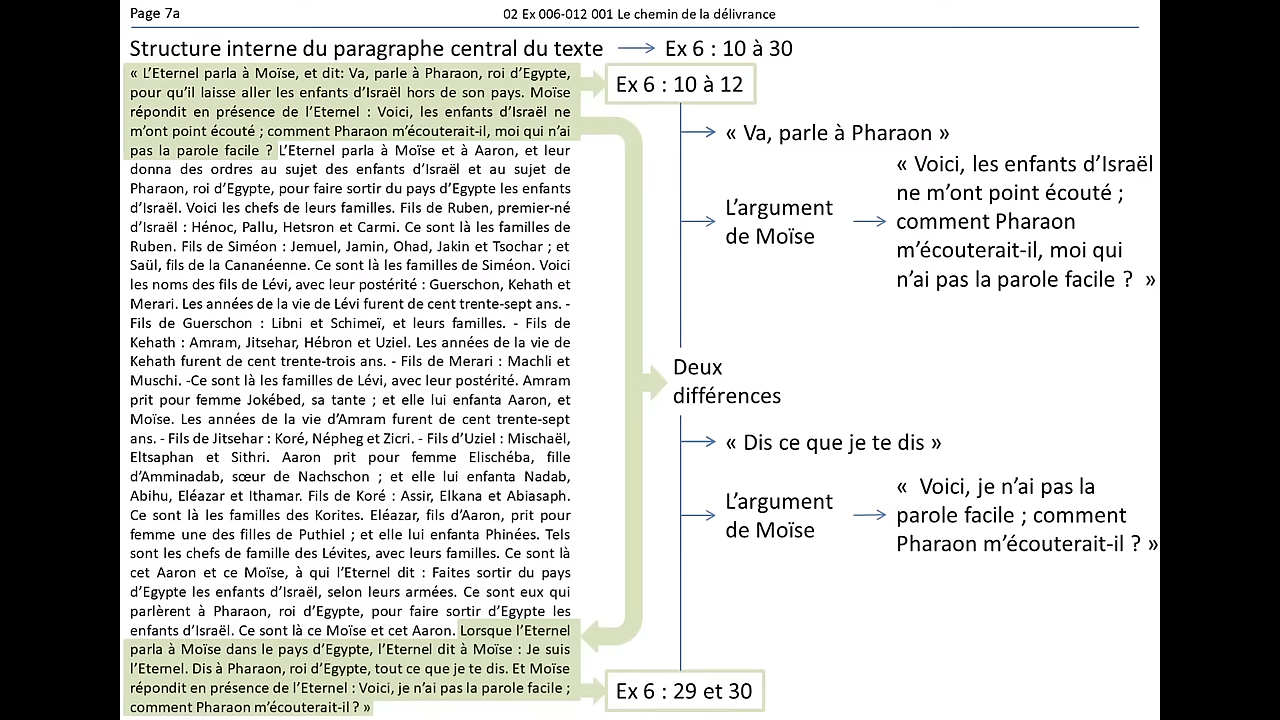 Page 7a
02 Ex 006-012 001 Le chemin de la délivrance
Structure interne du paragraphe central du texte
Ex 6 : 10 à 30
« L’Eternel parla à Moïse, et dit: Va, parle à Pharaon, roi d’Egypte,
pour qu’il laisse aller les enfants d’Israël hors de son pays. Moïse
répondit en présence de l’Eternel : Voici, les enfants d’Israël ne
m’ont point écouté ; comment Pharaon m’écouterait-il, moi qui n’ai
pas la parole facile ? L’Eternel parla à Moïse et à Aaron, et leur
donna des ordres au sujet des enfants d’Israël et au sujet de
Pharaon, roi d’Egypte, pour faire sortir du pays d’Egypte les enfants
d’Israël. Voici les chefs de leurs familles. Fils de Ruben, premier-né
d’Israël : Hénoc, Pallu, Hetsron et Carmi. Ce sont là les familles de
Ruben. Fils de Siméon : Jemuel, Jamin, Ohad, Jakin et Tsochar ; et
Saül, fils de la Cananéenne. Ce sont là les familles de Siméon. Voici
les noms des fils de Lévi, avec leur postérité : Guerschon, Kehath et
Merari. Les années de la vie de Lévi furent de cent trente-sept ans. -
Fils de Guerschon : Libni et Schimeï, et leurs familles. - Fils de
Kehath : Amram, Jitsehar, Hébron et Uziel. Les années de la vie de
Kehath furent de cent trente-trois ans. - Fils de Merari : Machli et
Muschi. -Ce sont là les familles de Lévi, avec leur postérité. Amram
prit pour femme Jokébed, sa tante ; et elle lui enfanta Aaron, et
Moïse. Les années de la vie d’Amram furent de cent trente-sept
ans. - Fils de Jitsehar : Koré, Népheg et Zicri. - Fils d’Uziel : Mischaël,
Eltsaphan et Sithri. Aaron prit pour femme Elischéba, fille
d’Amminadab, sœur de Nachschon ; et elle lui enfanta Nadab,
Abihu, Eléazar et Ithamar. Fils de Koré : Assir, Elkana et Abiasaph.
Ce sont là les familles des Korites. Eléazar, fils d’Aaron, prit pour
femme une des filles de Puthiel ; et elle lui enfanta Phinées. Tels
sont les chefs de famille des Lévites, avec leurs familles. Ce sont là
cet Aaron et ce Moïse, à qui l’Eternel dit : Faites sortir du pays
d’Egypte les enfants d’Israël, selon leurs armées. Ce sont eux qui
parlèrent à Pharaon, roi d’Egypte, pour faire sortir d’Egypte les
enfants d’Israël. Ce sont là ce Moïse et cet Aaron. Lorsque l’Eternel
parla à Moïse dans le pays d’Egypte, l’Eternel dit à Moïse : Je suis
l’Eternel. Dis à Pharaon, roi d’Egypte, tout ce que je te dis. Et Moïse
répondit en présence de l’Eternel : Voici, je n’ai pas la parole facile ;
comment Pharaon m’écouterait-il ? »
Ex 6 : 10 à 12
« Va, parle à Pharaon »
L’argument
de Moïse
« Voici, les enfants d’Israël
ne m’ont point écouté ;
comment Pharaon
m’écouterait-il, moi qui
n’ai pas la parole facile ? »
Deux
différences
« Dis ce que je te dis »
L’argument
de Moïse
« Voici, je n’ai pas la
parole facile ; comment
Pharaon m’écouterait-il ? »
Ex 6 : 29 et 30